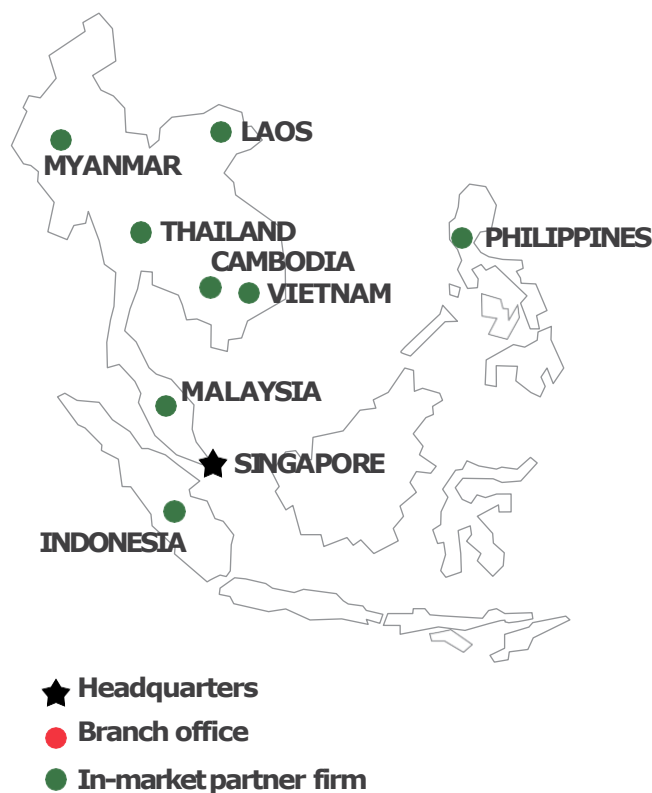 LAOS
MYANMAR
THAILAND
PHILIPPINES
CAMBODIA
VIETNAM
MALAYSIA
SINGAPORE
INDONESIA
Headquarters
Branch office
In-market partner firm